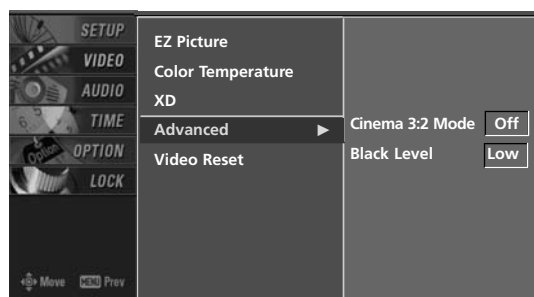 SETUP
VIDEO
AUDIO
TIME
OPTION
Option
LOCK
Move MENU Prev
EZ Picture
Color Temperature
XD
Advanced ▶
Video Reset
Cinema 3:2 Mode Off
Black Level Low